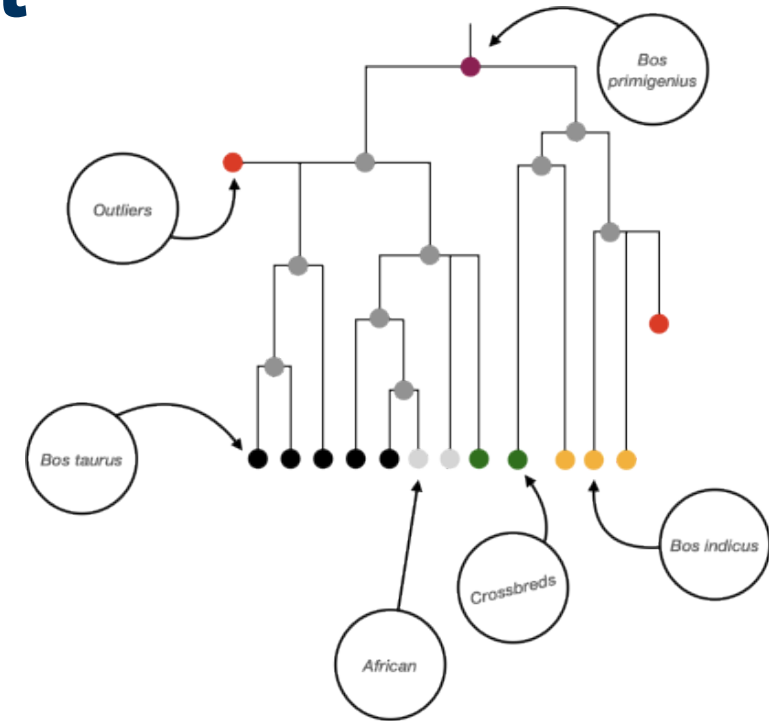 t
Bos
primigenius
Outliers
Bos taurus
Bos indicus
Crossbreds
African